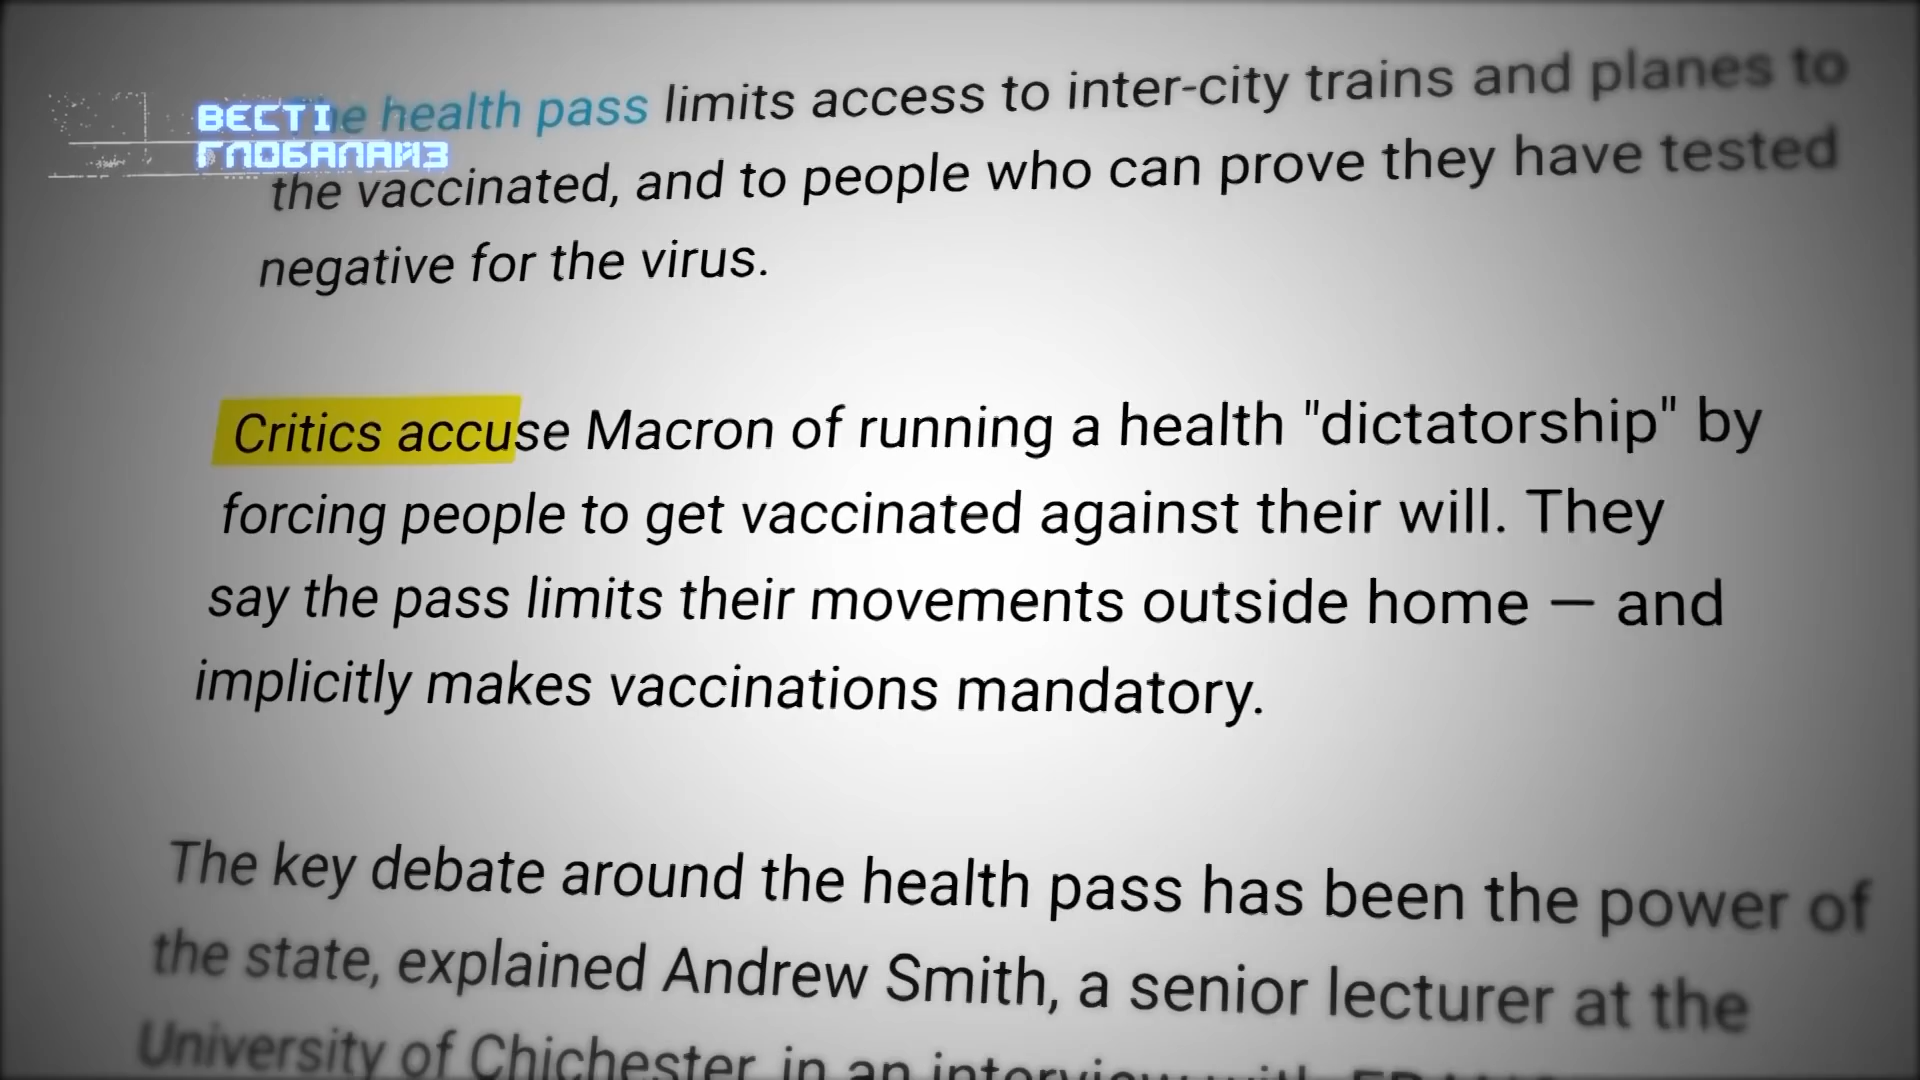 ВЕСТІ
ГЛОБАЛАЙЗ
The health pass limits access to inter-city trains and planes to
the vaccinated, and to people who can prove they have tested
negative for the virus.
Critics accuse Macron of running a health "dictatorship" by
forcing people to get vaccinated against their will. They
say the pass limits their movements outside home — and
implicitly makes vaccinations mandatory.
The key debate around the health pass has been the power of
the state, explained Andrew Smith, a senior lecturer at the
University of Chichester, in an interview with